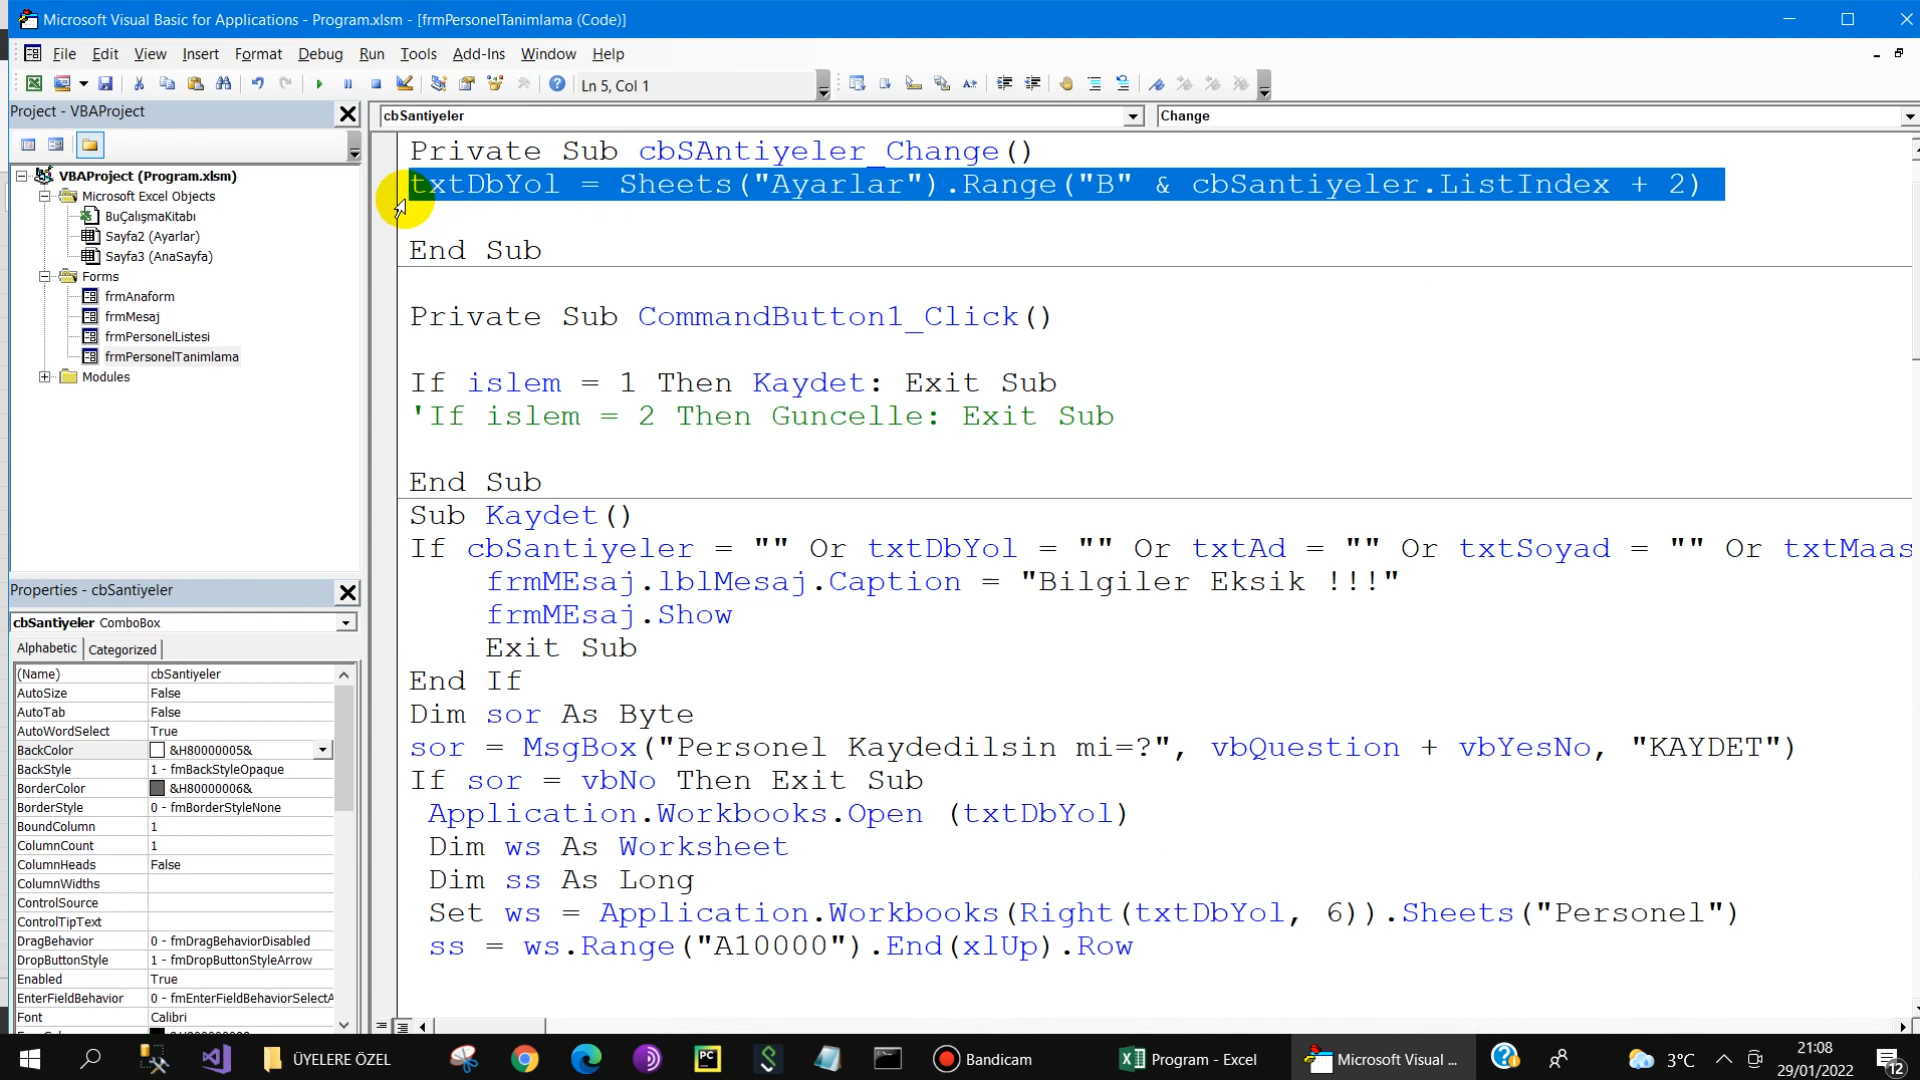 Microsoft Visual Basic for Applications - Program.xlsm - [frmPersonelTanimlama (Code)]
File Edit View Insert Format Debug Run Tools Add-Ins Window Help
Ln 5, Col 1
Project - VBAProject
cbSantiyeler
Change
VBAProject (Program.xlsm)
Microsoft Excel Objects
BuÇalışmaKitabı
Sayfa2 (Ayarlar)
Sayfa3 (AnaSayfa)
Forms
frmAnaform
frmMesaj
frmPersonelListesi
frmPersonelTanimlama
Modules
Private Sub cbSAntiyeler_Change()
txtDbYol = Sheets("Ayarlar").Range("B" & cbSantiyeler.ListIndex + 2)
End Sub
Private Sub CommandButton1_Click()
If islem = 1 Then Kaydet: Exit Sub
'If islem = 2 Then Guncelle: Exit Sub
End Sub
Sub Kaydet()
If cbSantiyeler = "" Or txtDbYol = "" Or txtAd = "" Or txtSoyad = "" Or txtMaas
frmMEsaj.lblMesaj.Caption = "Bilgiler Eksik !!!"
frmMEsaj.Show
Exit Sub
End If
Dim sor As Byte
sor = MsgBox("Personel Kaydedilsin mi=?", vbQuestion + vbYesNo, "KAYDET")
If sor = vbNo Then Exit Sub
Application.Workbooks.Open (txtDbYol)
Dim ws As Worksheet
Dim ss As Long
Set ws = Application.Workbooks(Right(txtDbYol, 6)).Sheets("Personel")
ss = ws.Range("A10000").End(xlUp).Row
Properties - cbSantiyeler
cbSantiyeler ComboBox
Alphabetic Categorized
(Name) cbSantiyeler
AutoSize False
AutoTab False
AutoWordSelect True
BackColor &H80000005&
BackStyle 1 - fmBackStyleOpaque
BorderColor &H80000006&
BorderStyle 0 - fmBorderStyleNone
BoundColumn 1
ColumnCount 1
ColumnHeads False
ColumnWidths
ControlSource
ControlTipText
DragBehavior 0 - fmDragBehaviorDisabled
DropButtonStyle 1 - fmDropButtonStyleArrow
Enabled True
EnterFieldBehavior 0 - fmEnterFieldBehaviorSelectA
Font Calibri
ÜYELERE ÖZEL
PC
Bandicam
Program - Excel
Microsoft Visual ...
3°C
21:08
29/01/2022
12